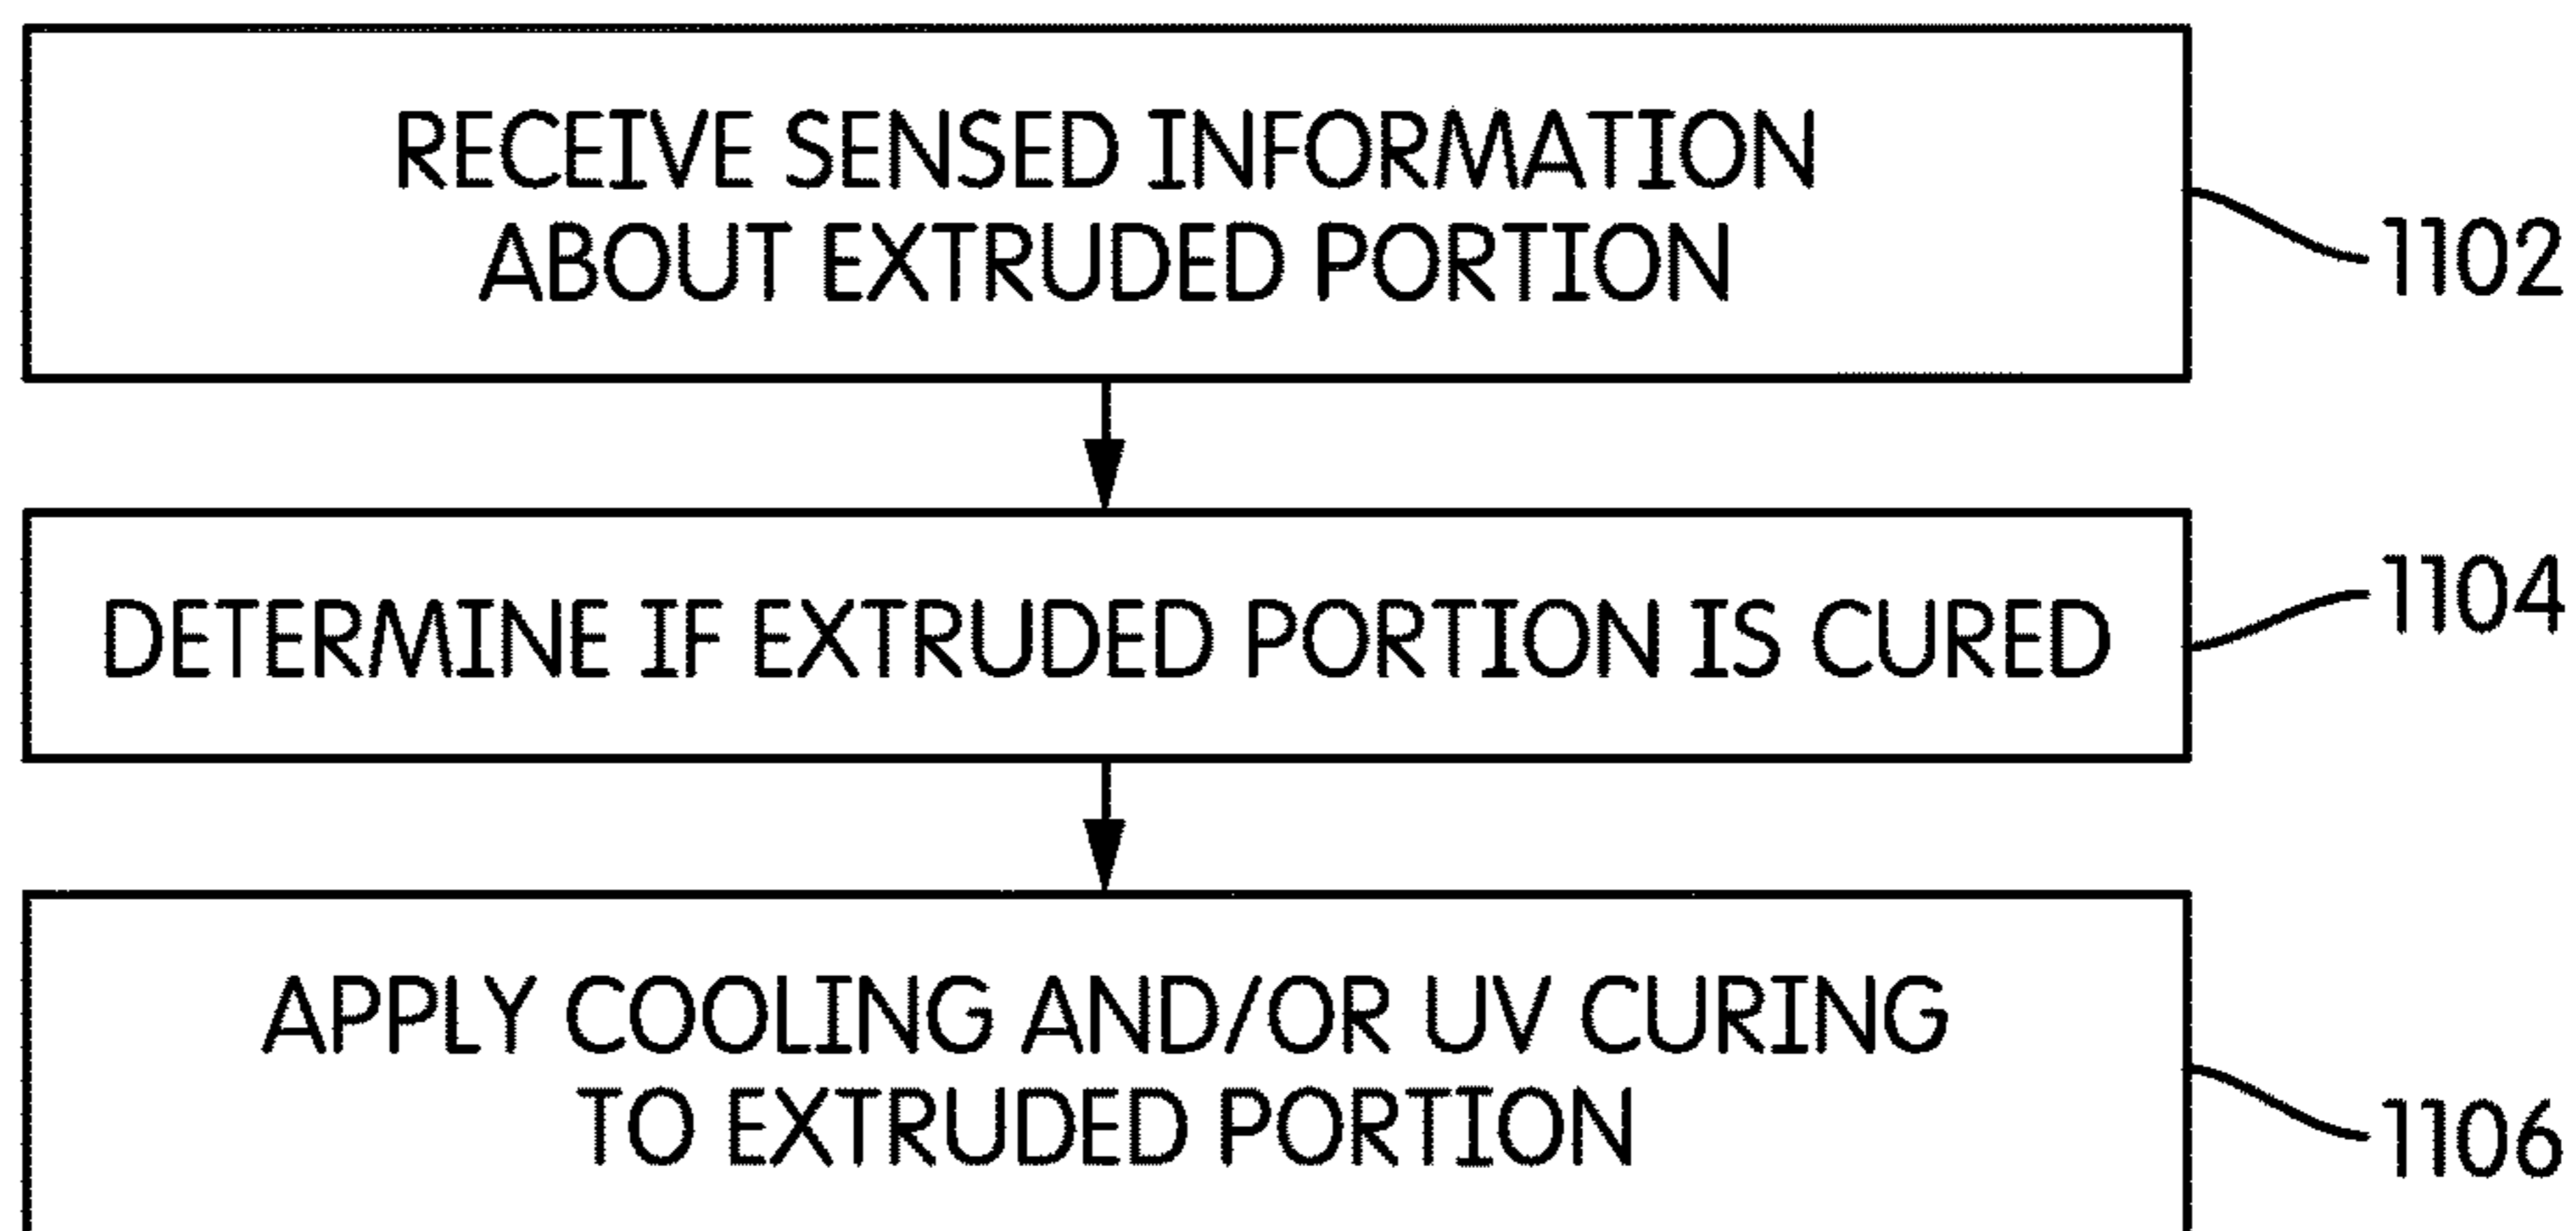 RECEIVE SENSED INFORMATION
ABOUT EXTRUDED PORTION
1102
DETERMINE IF EXTRUDED PORTION IS CURED
1104
APPLY COOLING AND/OR UV CURING
TO EXTRUDED PORTION
1106